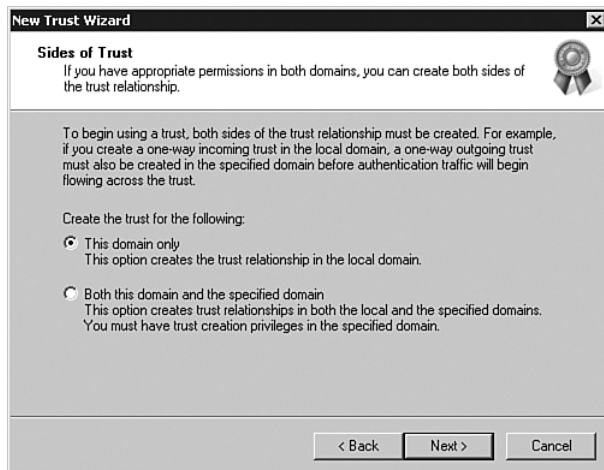 New Trust Wizard
Sides of Trust
If you have appropriate permissions in both domains, you can create both sides of
the trust relationship.
To begin using a trust, both sides of the trust relationship must be created. For example,
if you create a one-way incoming trust in the local domain, a one-way outgoing trust
must also be created in the specified domain before authentication traffic will begin
flowing across the trust.
Create the trust for the following:
This domain only
This option creates the trust relationship in the local domain.
Both this domain and the specified domain
This option creates trust relationships in both the local and the specified domains.
You must have trust creation privileges in the specified domain.
< Back Next > Cancel